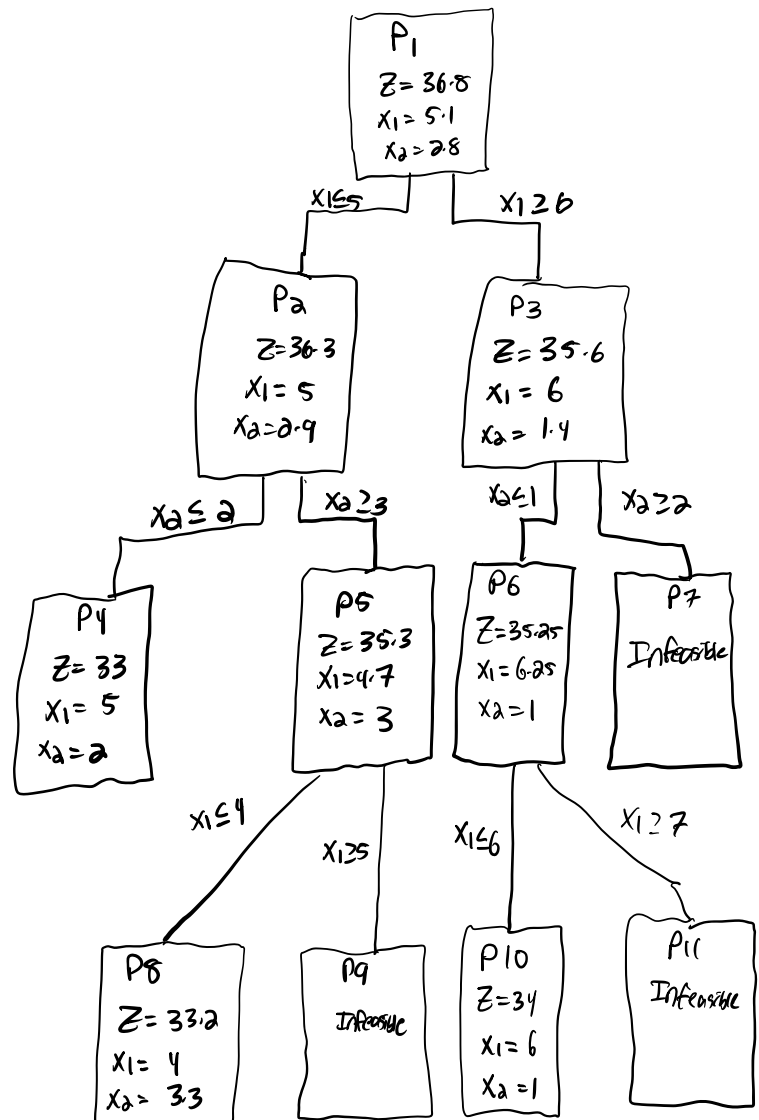 P1
Z=36.8
x1=5.1
x2=2.8
x1≤5
x1≥6
P2
Z=36.3
x1=5
x2=2.9
P3
Z=35.6
x1=6
x2=1.4
x2≤2
x2≥3
x2≤1
x2≥2
P4
Z=33
x1=5
x2=2
P5
Z=35.3
x1=4.7
x2=3
P6
Z=35.25
x1=6.25
x2=1
P7
Infeasible
x1≤4
x1≥5
x1≤6
x1≥7
P8
Z=33.2
x1=4
x2=3.3
P9
Infeasible
P10
Z=34
x1=6
x2=1
P11
Infeasible